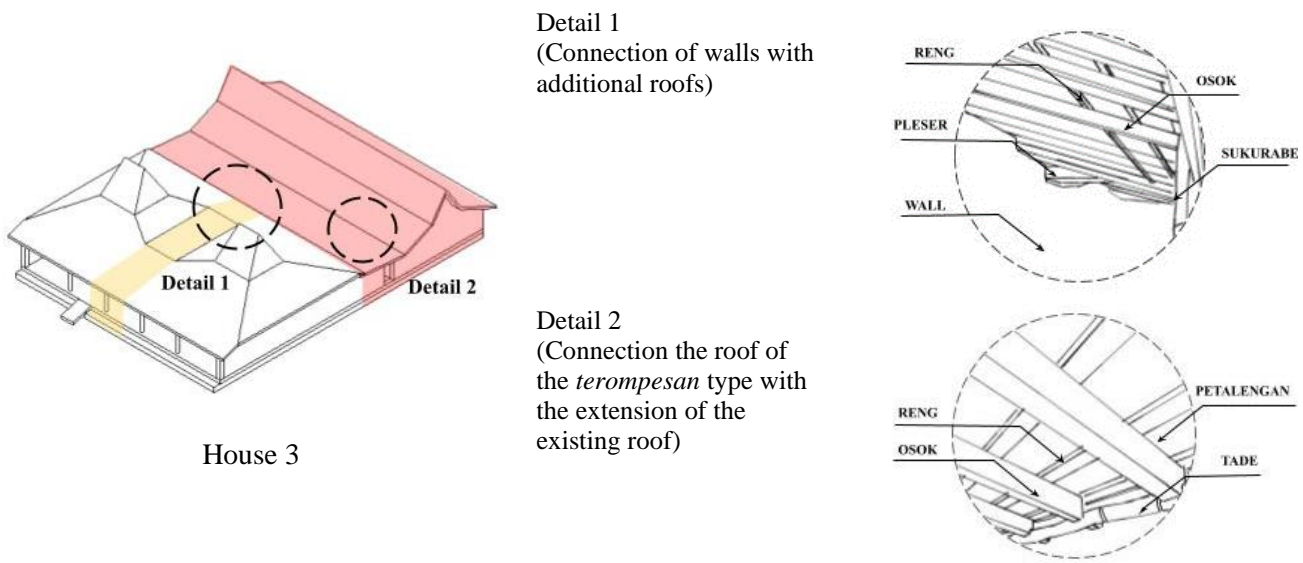 Detail 1
(Connection of walls with
additional roofs)
RENG
OSOK
PLESER
SUKURABE
WALL
Detail 1
Detail 2
House 3
Detail 2
(Connection the roof of
the terompesan type with
the extension of the
existing roof)
PETALENGAN
RENG
OSOK
TADE